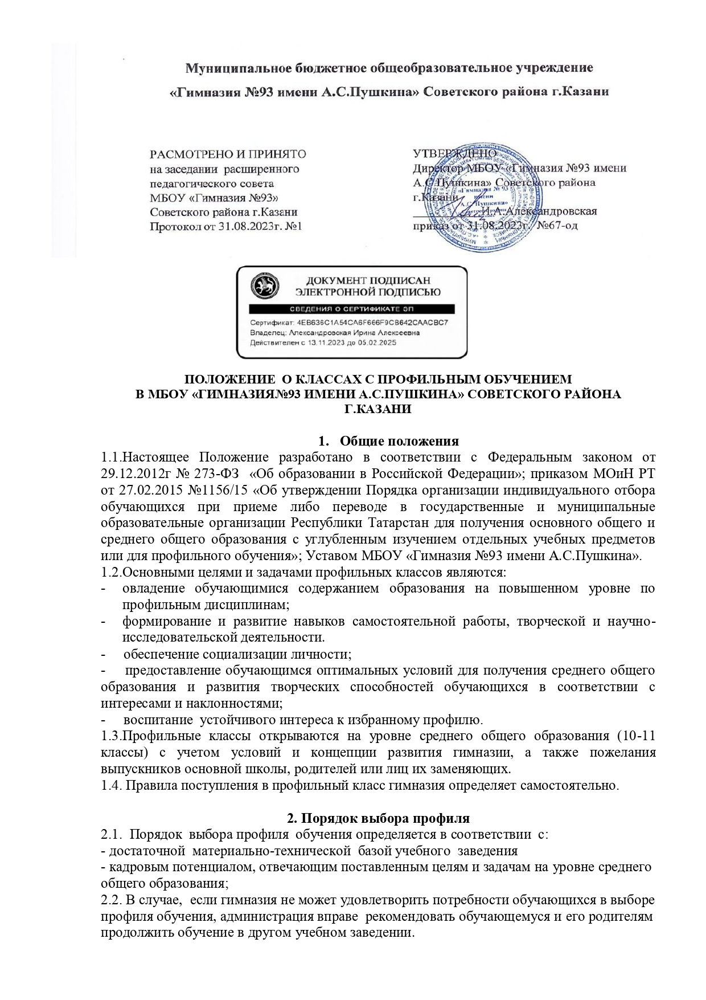 Муниципальное бюджетное общеобразовательное учреждение
«Гимназия №93 имени А.С.Пушкина» Советского района г.Казани
РАСМОТРЕНО И ПРИНЯТО
на заседании расширенного
педагогического совета
МБОУ «Гимназия №93»
Советского района г.Казани
Протокол от 31.08.2023г. №1
УТВЕРЖДЕНО
Директор МБОУ «Гимназия №93 имени
А.С.Пушкина» Советского района
г.Казани
И.А.Александровская
приказ от 31.08.2023г. №67-од
«Гимназия № 93
имени
А.С. Пушкина»
ДОКУМЕНТ ПОДПИСАН
ЭЛЕКТРОННОЙ ПОДПИСЬЮ
СВЕДЕНИЯ О СЕРТИФИКАТЕ ЭП
Сертификат: 4EB636C1A54CA6F666F9CB642CAACBC7
Владелец: Александровская Ирина Алексеевна
Действителен с 13.11.2023 до 05.02.2025
ПОЛОЖЕНИЕ О КЛАССАХ С ПРОФИЛЬНЫМ ОБУЧЕНИЕМ
В МБОУ «ГИМНАЗИЯ№93 ИМЕНИ А.С.ПУШКИНА» СОВЕТСКОГО РАЙОНА
Г.КАЗАНИ
1. Общие положения
1.1.Настоящее Положение разработано в соответствии с Федеральным законом от
29.12.2012г № 273-ФЗ «Об образовании в Российской Федерации»; приказом МОиН РТ
от 27.02.2015 №1156/15 «Об утверждении Порядка организации индивидуального отбора
обучающихся при приеме либо переводе в государственные и муниципальные
образовательные организации Республики Татарстан для получения основного общего и
среднего общего образования с углубленным изучением отдельных учебных предметов
или для профильного обучения»; Уставом МБОУ «Гимназия №93 имени А.С.Пушкина».
1.2.Основными целями и задачами профильных классов являются:
- овладение обучающимися содержанием образования на повышенном уровне по
профильным дисциплинам;
- формирование и развитие навыков самостоятельной работы, творческой и научно-
исследовательской деятельности.
- обеспечение социализации личности;
- предоставление обучающимся оптимальных условий для получения среднего общего
образования и развития творческих способностей обучающихся в соответствии с
интересами и наклонностями;
- воспитание устойчивого интереса к избранному профилю.
1.3.Профильные классы открываются на уровне среднего общего образования (10-11
классы) с учетом условий и концепции развития гимназии, а также пожелания
выпускников основной школы, родителей или лиц их заменяющих.
1.4. Правила поступления в профильный класс гимназия определяет самостоятельно.
2. Порядок выбора профиля
2.1. Порядок выбора профиля обучения определяется в соответствии с:
- достаточной материально-технической базой учебного заведения
- кадровым потенциалом, отвечающим поставленным целям и задачам на уровне среднего
общего образования;
2.2. В случае, если гимназия не может удовлетворить потребности обучающихся в выборе
профиля обучения, администрация вправе рекомендовать обучающемуся и его родителям
продолжить обучение в другом учебном заведении.